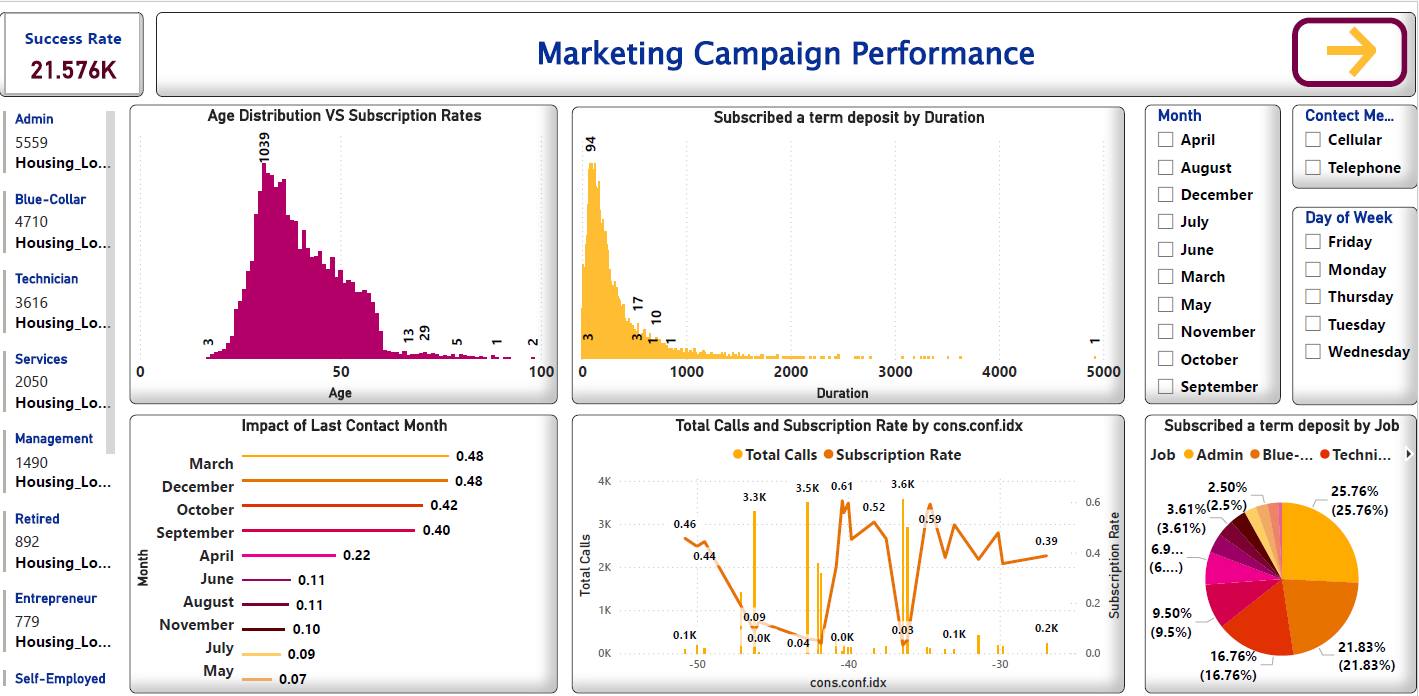 Success Rate
21.576K
Marketing Campaign Performance
Admin
5559
Housing_Lo...
Blue-Collar
4710
Housing_Lo...
Technician
3616
Housing_Lo...
Services
2050
Housing_Lo...
Management
1490
Housing_Lo...
Retired
892
Housing_Lo...
Entrepreneur
779
Housing_Lo...
Self-Employed
Age Distribution VS Subscription Rates
1039
3
13
29
5
1
2
0 50 100
Age
Subscribed a term deposit by Duration
94
3
17
3
10
1
1
1
0 1000 2000 3000 4000 5000
Duration
Month
April
August
December
July
June
March
May
November
October
September
Contect Me...
Cellular
Telephone
Day of Week
Friday
Monday
Thursday
Tuesday
Wednesday
Impact of Last Contact Month
Month
March 0.48
December 0.48
October 0.42
September 0.40
April 0.22
June 0.11
August 0.11
November 0.10
July 0.09
May 0.07
Total Calls and Subscription Rate by cons.conf.idx
Total Calls Subscription Rate
Total Calls
4K
3K
2K
1K
0K
0.46
0.44
3.3K
3.5K
0.61
0.52
3.6K
0.59
0.39
0.09
0.1K
0.0K
0.04
0.0K
0.03
0.1K
0.2K
0.6
0.4
0.2
0.0
Subscription Rate
-50 -40 -30
cons.conf.idx
Subscribed a term deposit by Job
Job Admin Blue-... Techni...
25.76%
(25.76%)
21.83%
(21.83%)
16.76%
(16.76%)
9.50%
(9.5%)
6.9...
(6....)
3.61%
(3.61%)
2.50%
(2.5%)